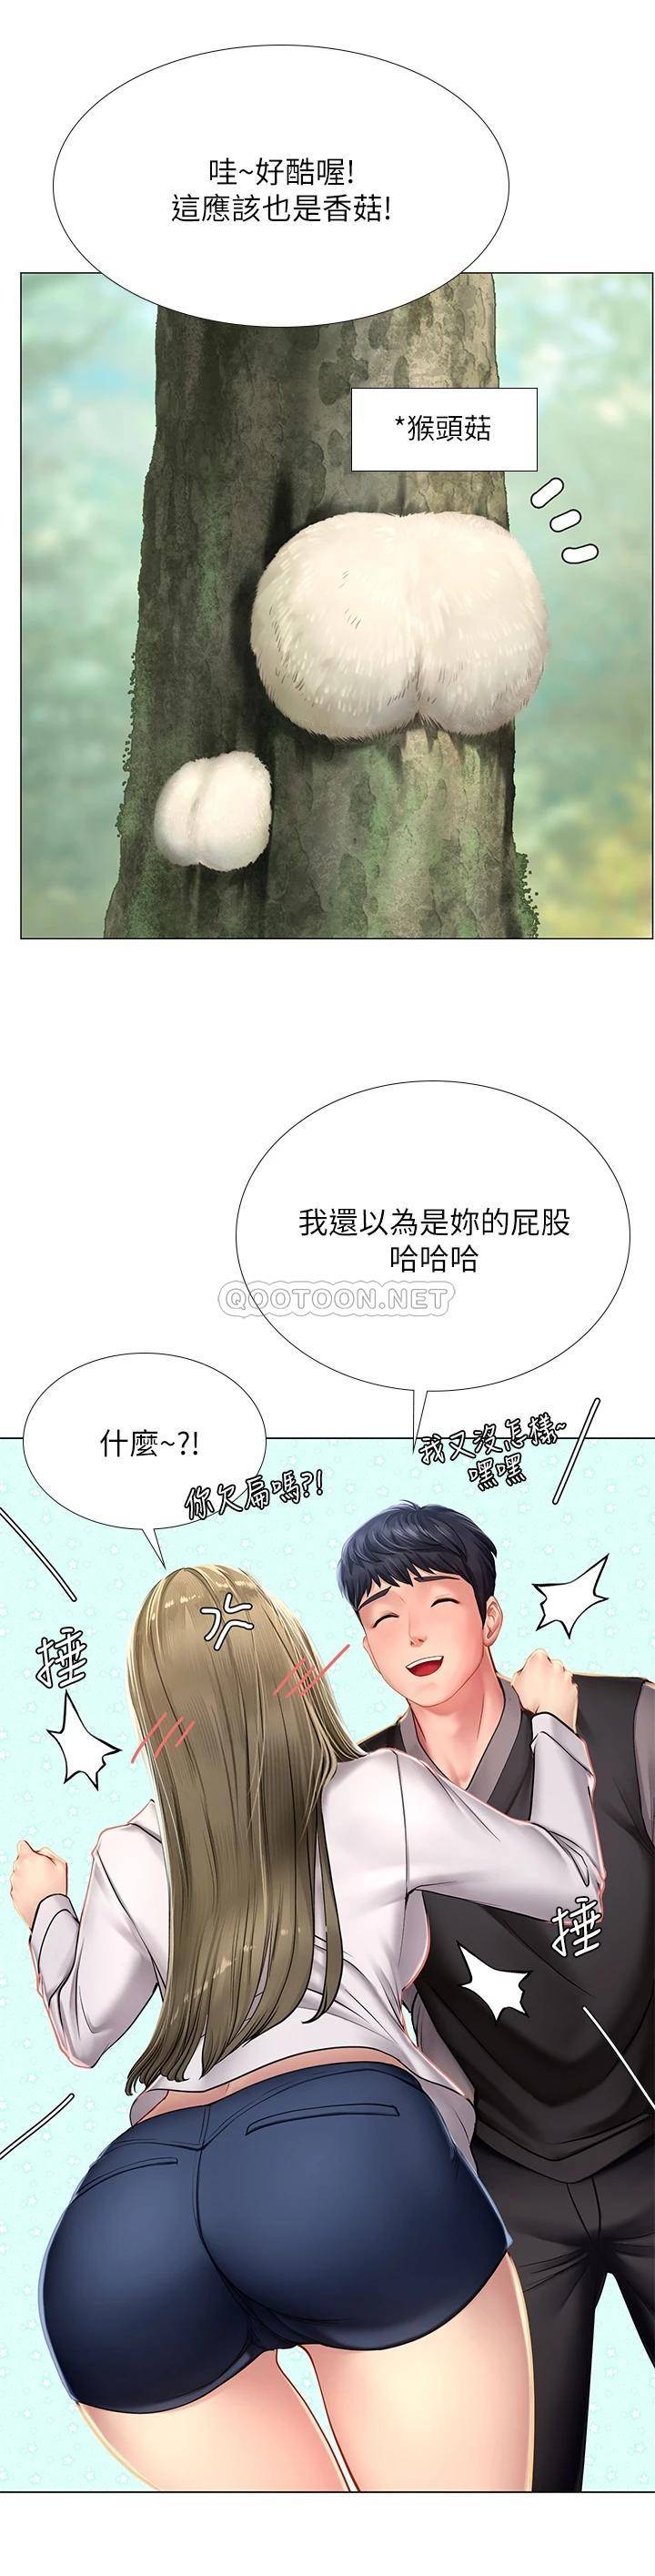 哇~好酷喔!
這應該也是香菇!
*猴頭菇
我還以為是妳的屁股
哈哈哈
QOOTOON.NET
什麼~?!
你欠扁嗎?!
我又沒怎樣~
嘿嘿
捶
捶